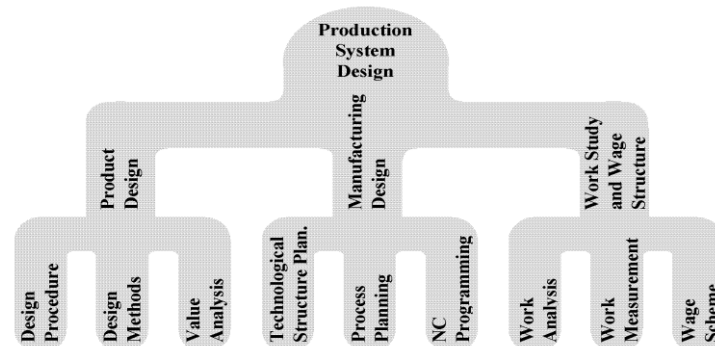 Production
System
Design
Product
Design
Manufacturing
Design
Work Study
and Wage
Structure
Design
Procedure
Design
Methods
Value
Analysis
Technological
Structure Plan.
Process
Planning
NC
Programming
Work
Analysis
Work
Measurement
Wage
Scheme